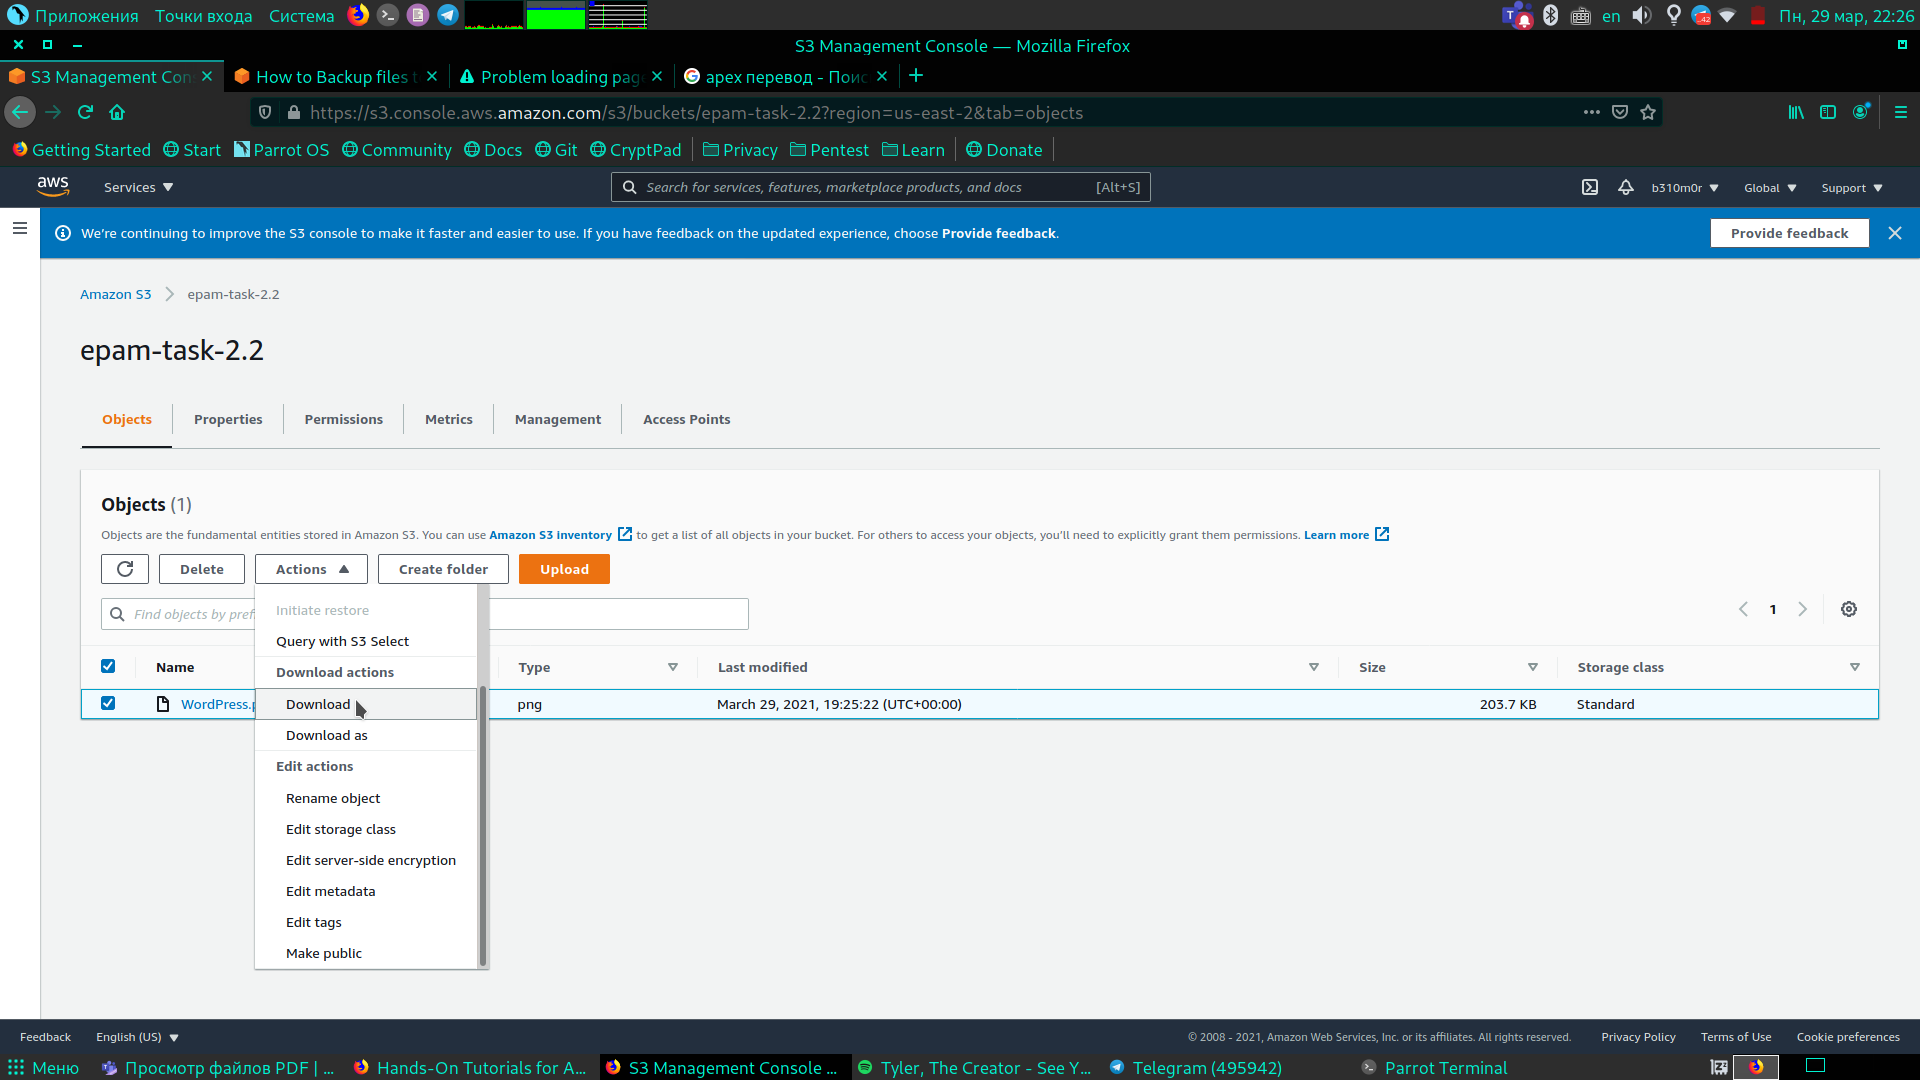 Приложения Точки входа Система en 42 Пн, 29 мар, 22:26
S3 Management Console — Mozilla Firefox
S3 Management Con How to Backup files t Problem loading pag арех перевод - Поис
https://s3.console.aws.amazon.com/s3/buckets/epam-task-2.2?region=us-east-2&tab=objects
Getting Started Start Parrot OS Community Docs Git CryptPad Privacy Pentest Learn Donate
aws Services Search for services, features, marketplace products, and docs [Alt+S] b310m0r Global Support
We're continuing to improve the S3 console to make it faster and easier to use. If you have feedback on the updated experience, choose Provide feedback. Provide feedback
Amazon S3 epam-task-2.2
epam-task-2.2
Objects Properties Permissions Metrics Management Access Points
Objects (1)
Objects are the fundamental entities stored in Amazon S3. You can use Amazon S3 inventory to get a list of all objects in your bucket. For others to access your objects, you'll need to explicitly grant them permissions. Learn more
Delete Actions Create folder Upload
Find objects by pref 1
Name Type Last modified Size Storage class
WordPress.p png March 29, 2021, 19:25:22 (UTC+00:00) 203.7 KB Standard
Initiate restore
Query with S3 Select
Download actions
Download
Download as
Edit actions
Rename object
Edit storage class
Edit server-side encryption
Edit metadata
Edit tags
Make public
Feedback English (US) © 2008 - 2021, Amazon Web Services, Inc. or its affiliates. All rights reserved. Privacy Policy Terms of Use Cookie preferences
Меню Просмотр файлов PDF | ... Hands-On Tutorials for A... S3 Management Console ... Tyler, The Creator - See Y... Telegram (495942) Parrot Terminal